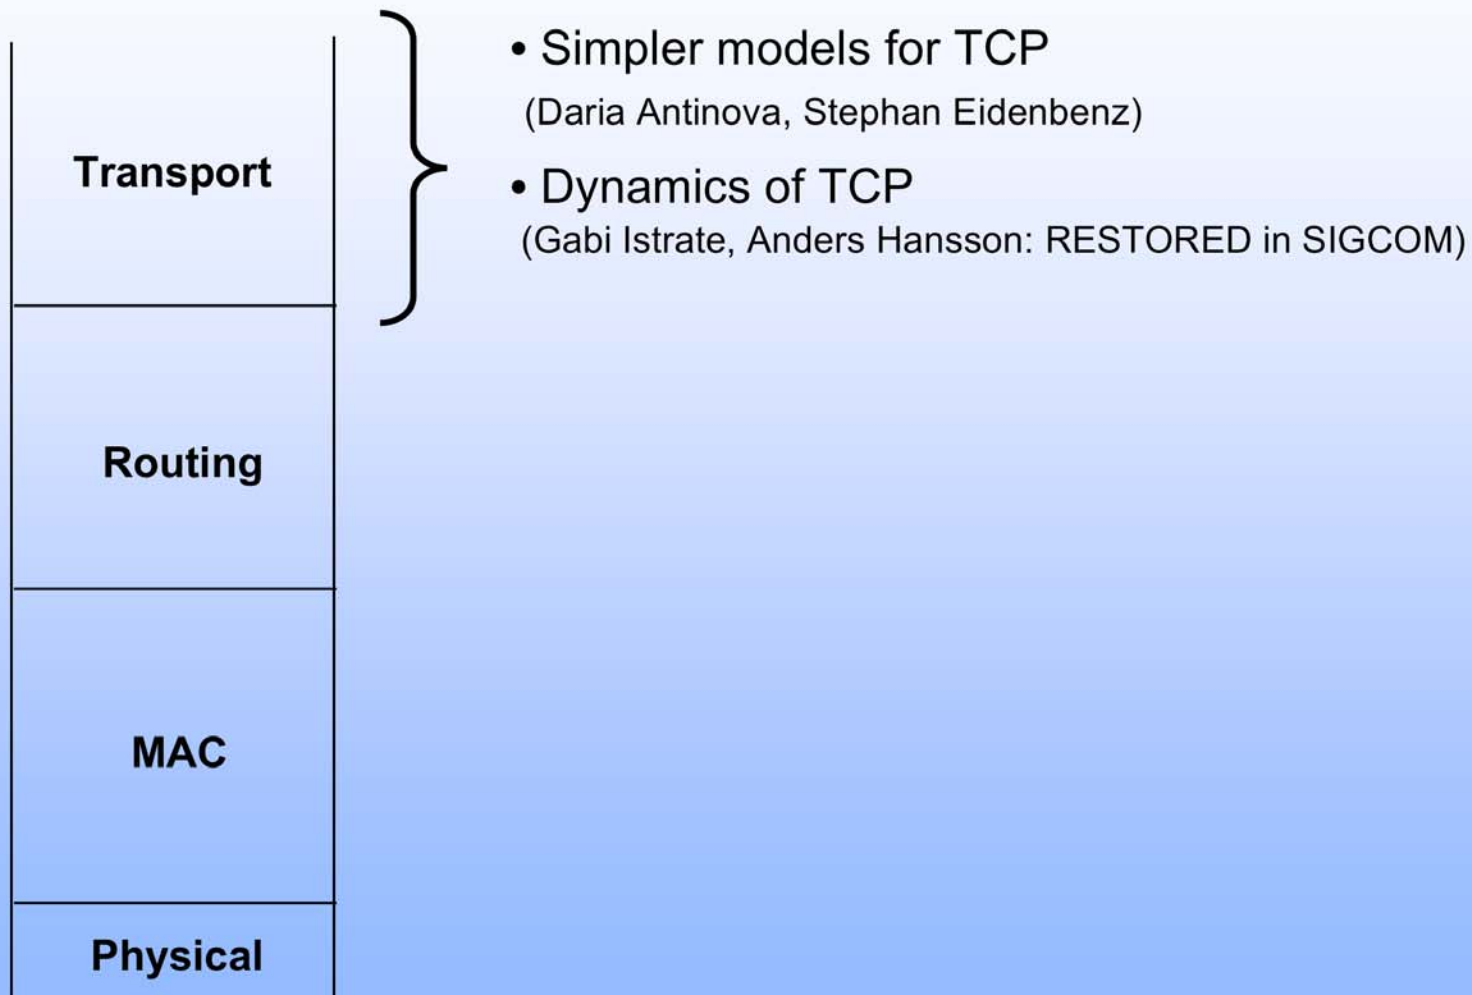 • Simpler models for TCP
(Daria Antinova, Stephan Eidenbenz)
• Dynamics of TCP
(Gabi Istrate, Anders Hansson: RESTORED in SIGCOM)
Transport
Routing
MAC
Physical